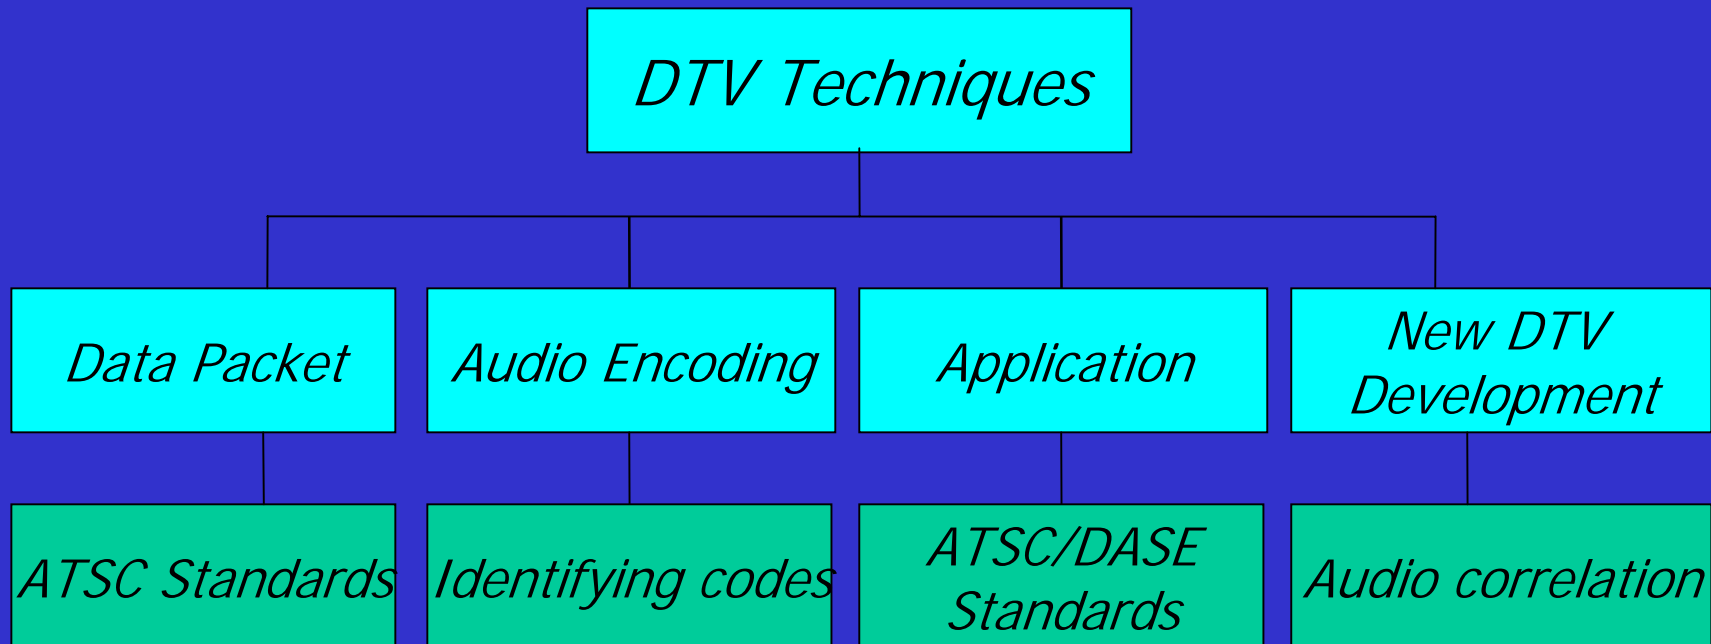 DTV Techniques
Data Packet
Audio Encoding
Application
New DTV
Development
ATSC Standards
Identifying codes
ATSC/DASE
Standards
Audio correlation